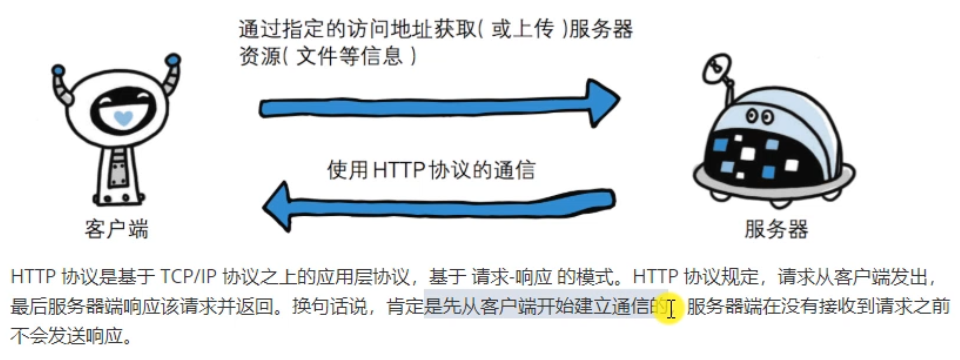 通过指定的访问地址获取( 或上传 )服务器
资源( 文件等信息 )
使用HTTP协议的通信
客户端
服务器
HTTP 协议是基于 TCP/IP 协议之上的应用层协议，基于 请求-响应 的模式。HTTP 协议规定，请求从客户端发出，
最后服务器端响应该请求并返回。换句话说，肯定是先从客户端开始建立通信的，服务器端在没有接收到请求之前
不会发送响应。